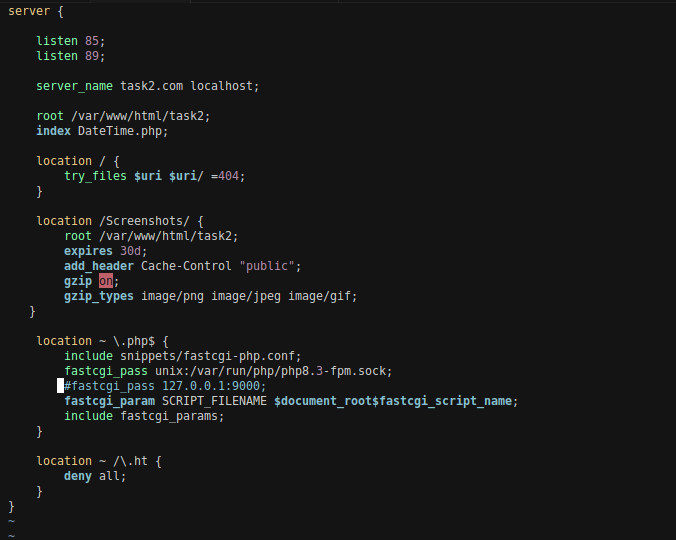 server {
listen 85;
listen 89;
server_name task2.com localhost;
root /var/www/html/task2;
index DateTime.php;
location / {
try_files $uri $uri/ =404;
}
location /Screenshots/ {
root /var/www/html/task2;
expires 30d;
add_header Cache-Control "public";
gzip on;
gzip_types image/png image/jpeg image/gif;
}
location ~ \.php$ {
include snippets/fastcgi-php.conf;
fastcgi_pass unix:/var/run/php/php8.3-fpm.sock;
#fastcgi_pass 127.0.0.1:9000;
fastcgi_param SCRIPT_FILENAME $document_root$fastcgi_script_name;
include fastcgi_params;
}
location ~ /\.ht {
deny all;
}
}
~
~